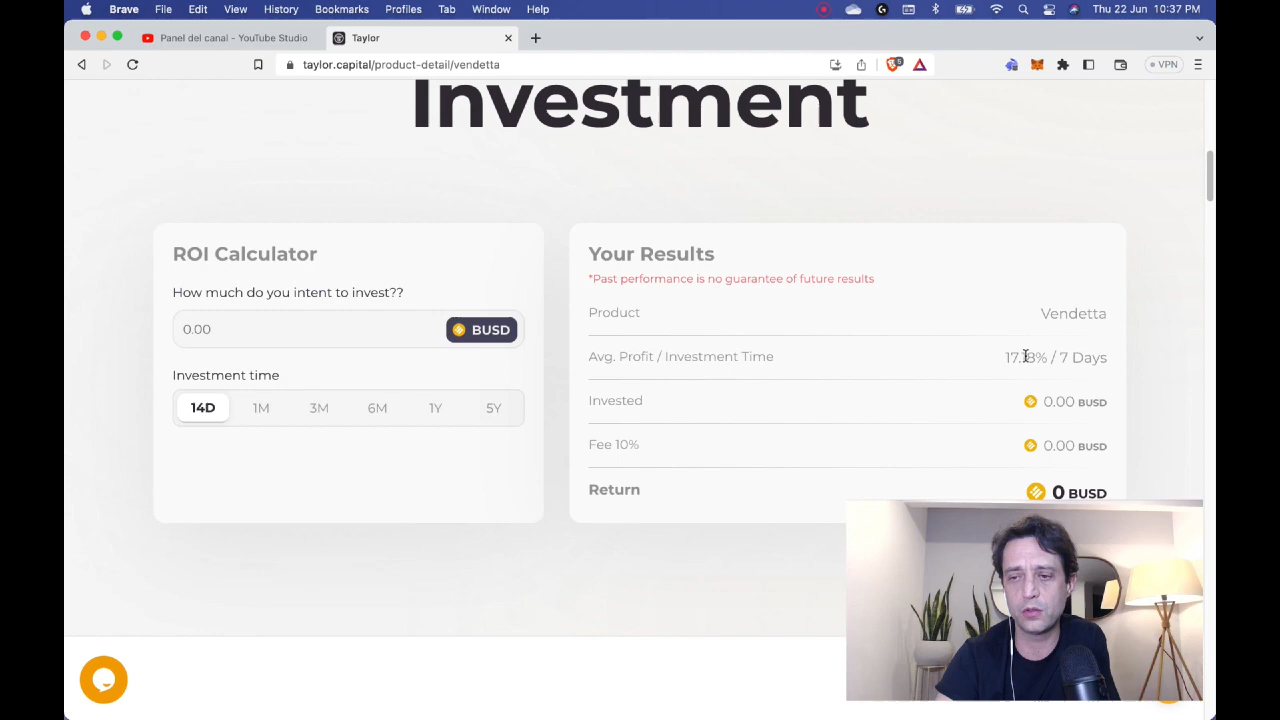 Brave File Edit View History Bookmarks Profiles Tab Window Help Thu 22 Jun 10:37 PM
Panel del canal - YouTube Studio Taylor
taylor.capital/product-detail/vendetta 5 VPN
Investment
ROI Calculator
How much do you intent to invest??
0.00 BUSD
Investment time
14D 1M 3M 6M 1Y 5Y
Your Results
*Past performance is no guarantee of future results
Product Vendetta
Avg. Profit / Investment Time 17.18% / 7 Days
Invested 0.00 BUSD
Fee 10% 0.00 BUSD
Return 0 BUSD